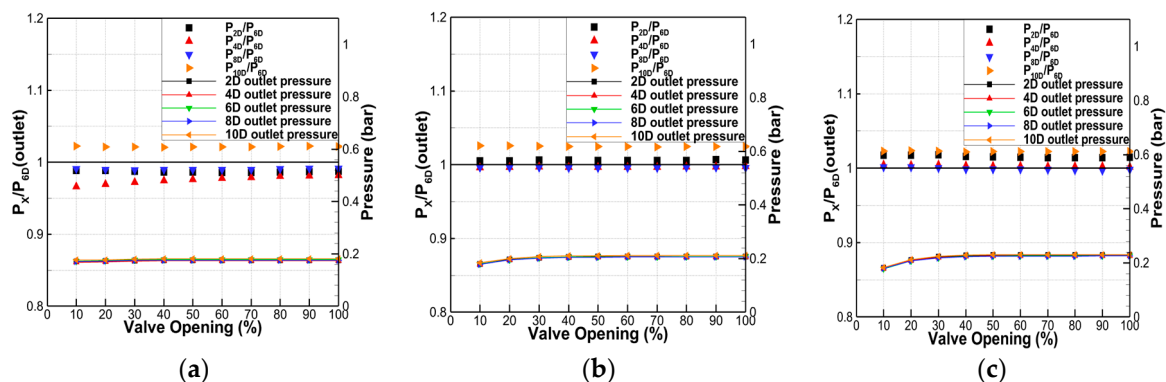 1.2
1.1
1
0.9
0.8
P2D/P6D
P4D/P6D
P8D/P6D
P10D/P6D
2D outlet pressure
4D outlet pressure
6D outlet pressure
8D outlet pressure
10D outlet pressure
1
0.8
0.6
0.4
0.2
0
PX/P6D(outlet)
Pressure (bar)
0 10 20 30 40 50 60 70 80 90 100
Valve Opening (%)
(a)
1.2
1.1
1
0.9
0.8
P2D/P6D
P4D/P6D
P8D/P6D
P10D/P6D
2D outlet pressure
4D outlet pressure
6D outlet pressure
8D outlet pressure
10D outlet pressure
1
0.8
0.6
0.4
0.2
0
PX/P6D(outlet)
Pressure (bar)
0 10 20 30 40 50 60 70 80 90 100
Valve Opening (%)
(b)
1.2
1.1
1
0.9
0.8
P2D/P6D
P4D/P6D
P8D/P6D
P10D/P6D
2D outlet pressure
4D outlet pressure
6D outlet pressure
8D outlet pressure
10D outlet pressure
1
0.8
0.6
0.4
0.2
0
PX/P6D(outlet)
Pressure (bar)
0 10 20 30 40 50 60 70 80 90 100
Valve Opening (%)
(c)